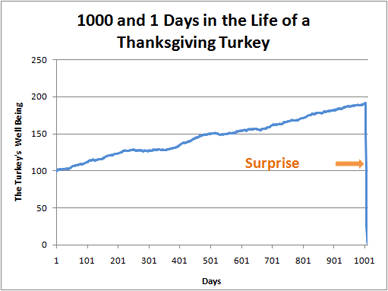 1000 and 1 Days in the Life of a
Thanksgiving Turkey
250
200
150
100
50
0
The Turkey's Well Being
Surprise
1 101 201 301 401 501 601 701 801 901 1001
Days